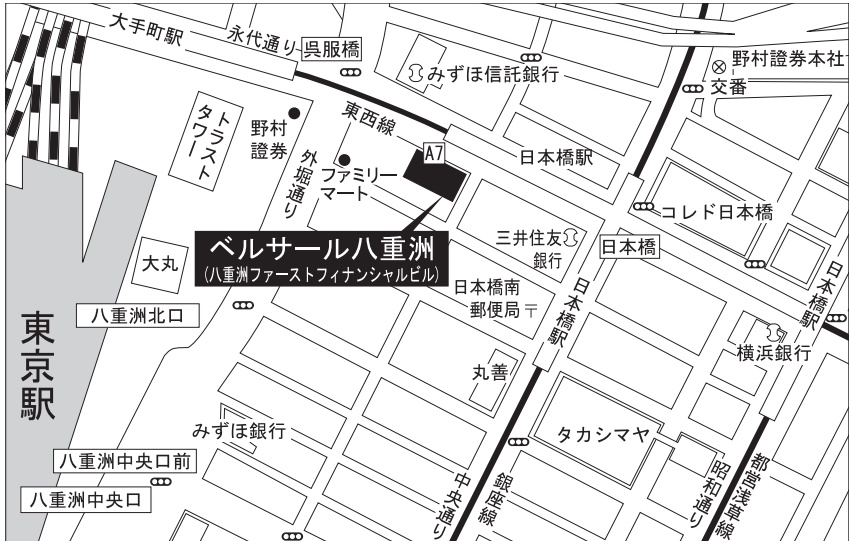 大手町駅
永代通り
呉服橋
みずほ信託銀行
野村證券本社
交番
トラスト
タワー
野村
證券
東西線
A7
日本橋駅
外堀通り
ファミリー
マート
コレド日本橋
ベルサール八重洲
(八重洲ファーストフィナンシャルビル)
三井住友
銀行
日本橋
大丸
日本橋南
郵便局〒
日本橋駅
日本橋駅
八重洲北口
東京駅
横浜銀行
丸善
みずほ銀行
タカシマヤ
八重洲中央口前
八重洲中央口
中央通り
銀座線
昭和通り
都営浅草線